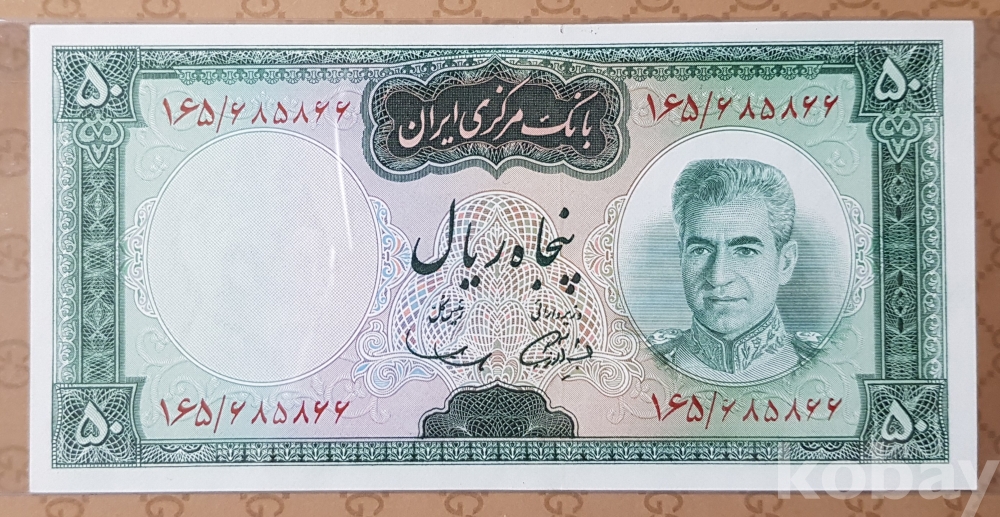 ۵۰
۱۶۵/۶۸۵۸۶۶
بانک مرکزی ایران
۱۶۵/۶۸۵۸۶۶
۵۰
پنجاه ریال
وزیر دارائی
رئیس کل
۵۰
۱۶۵/۶۸۵۸۶۶
۱۶۵/۶۸۵۸۶۶
۵۰
kobay